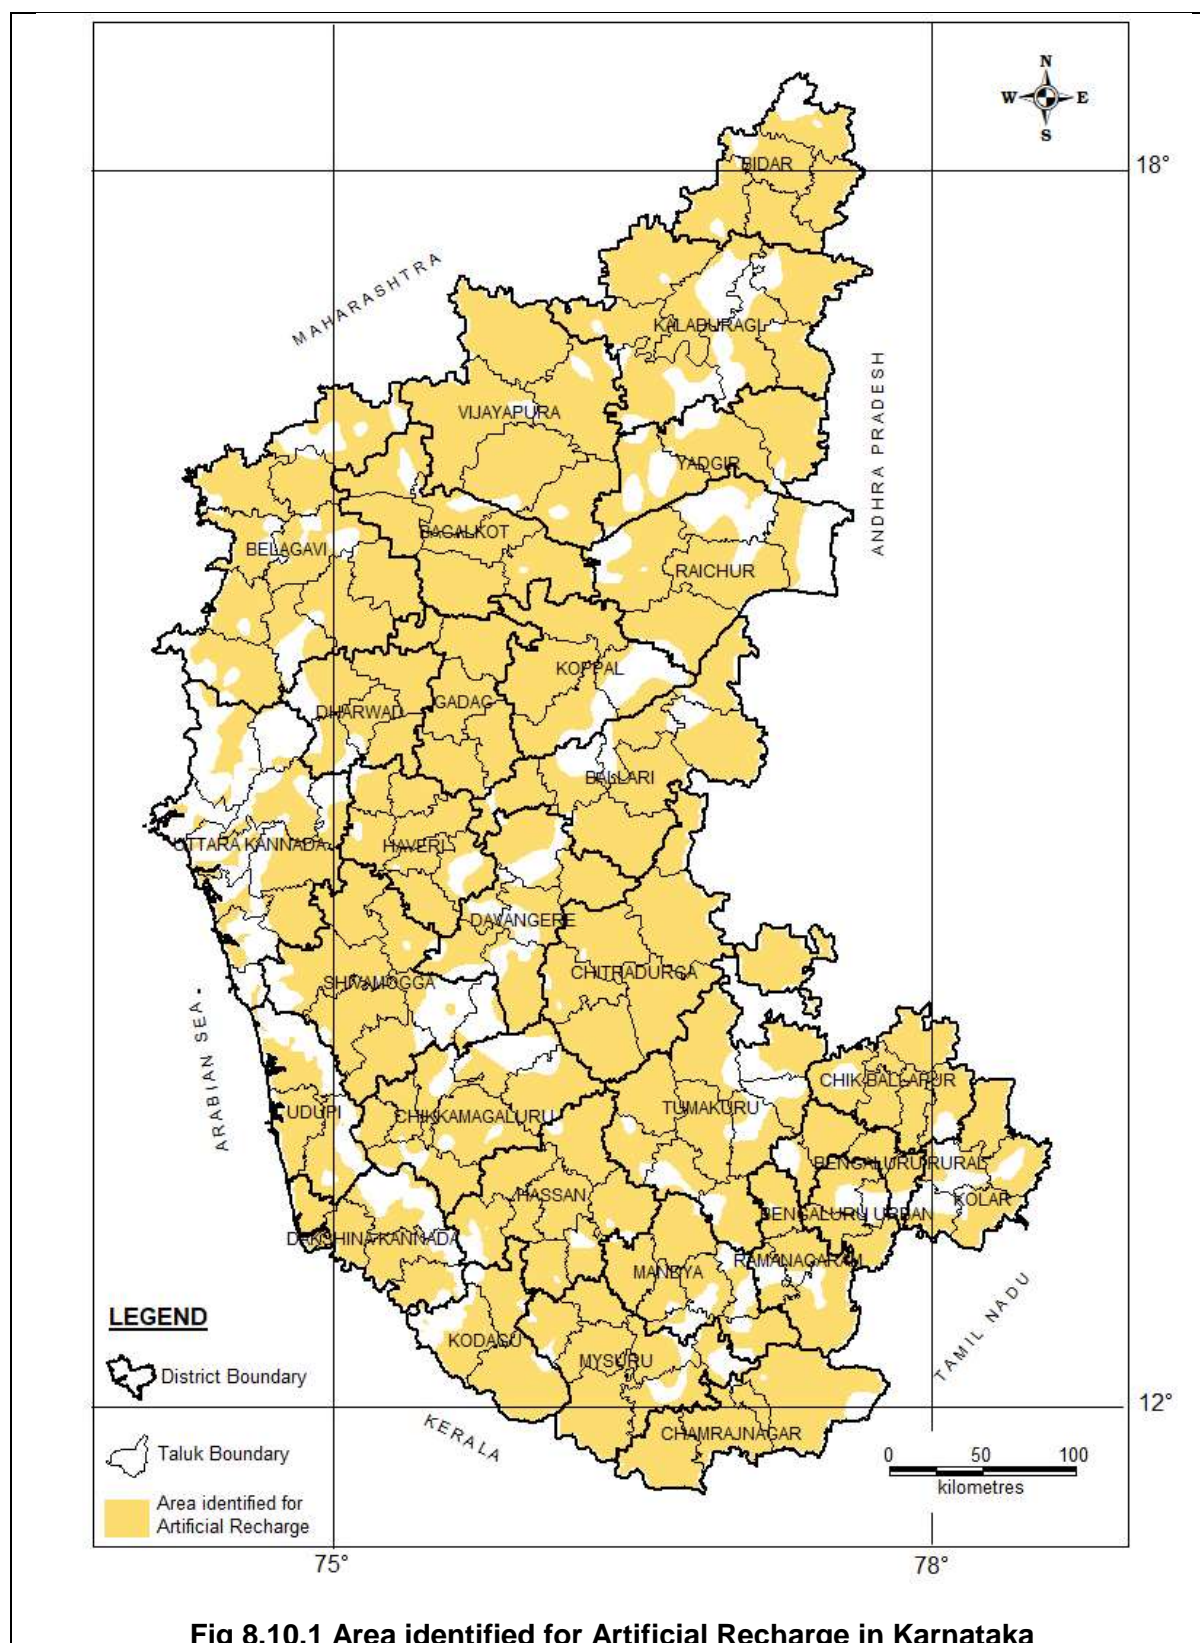 N
W E
S
18°
BIDAR
MAHARASHTRA
KALABURAGI
ANDHRA PRADESH
VIJAYAPURA
YADGIR
BAGALKOT
BELAGAVI
RAICHUR
KOPPAL
GADAG
DHARWAD
BALLARI
UTTARA KANNADA
HAVERI
DAVANGERE
CHITRADURGA
SHIVAMOGGA
ARABIAN SEA
CHIKBALLAPUR
UDUPI
CHIKKAMAGALURU
TUMAKURU
BENGALURU RURAL
HASSAN
KOLAR
BENGALURU URBAN
DAKSHINA KANNADA
RAMANAGARAM
MANDYA
TAMIL NADU
LEGEND
KODAGU
MYSURU
District Boundary
12°
KERALA
CHAMRAJNAGAR
Taluk Boundary
0 50 100
kilometres
Area identified for
Artificial Recharge
75° 78°
Fig 8.10.1 Area identified for Artificial Recharge in Karnataka